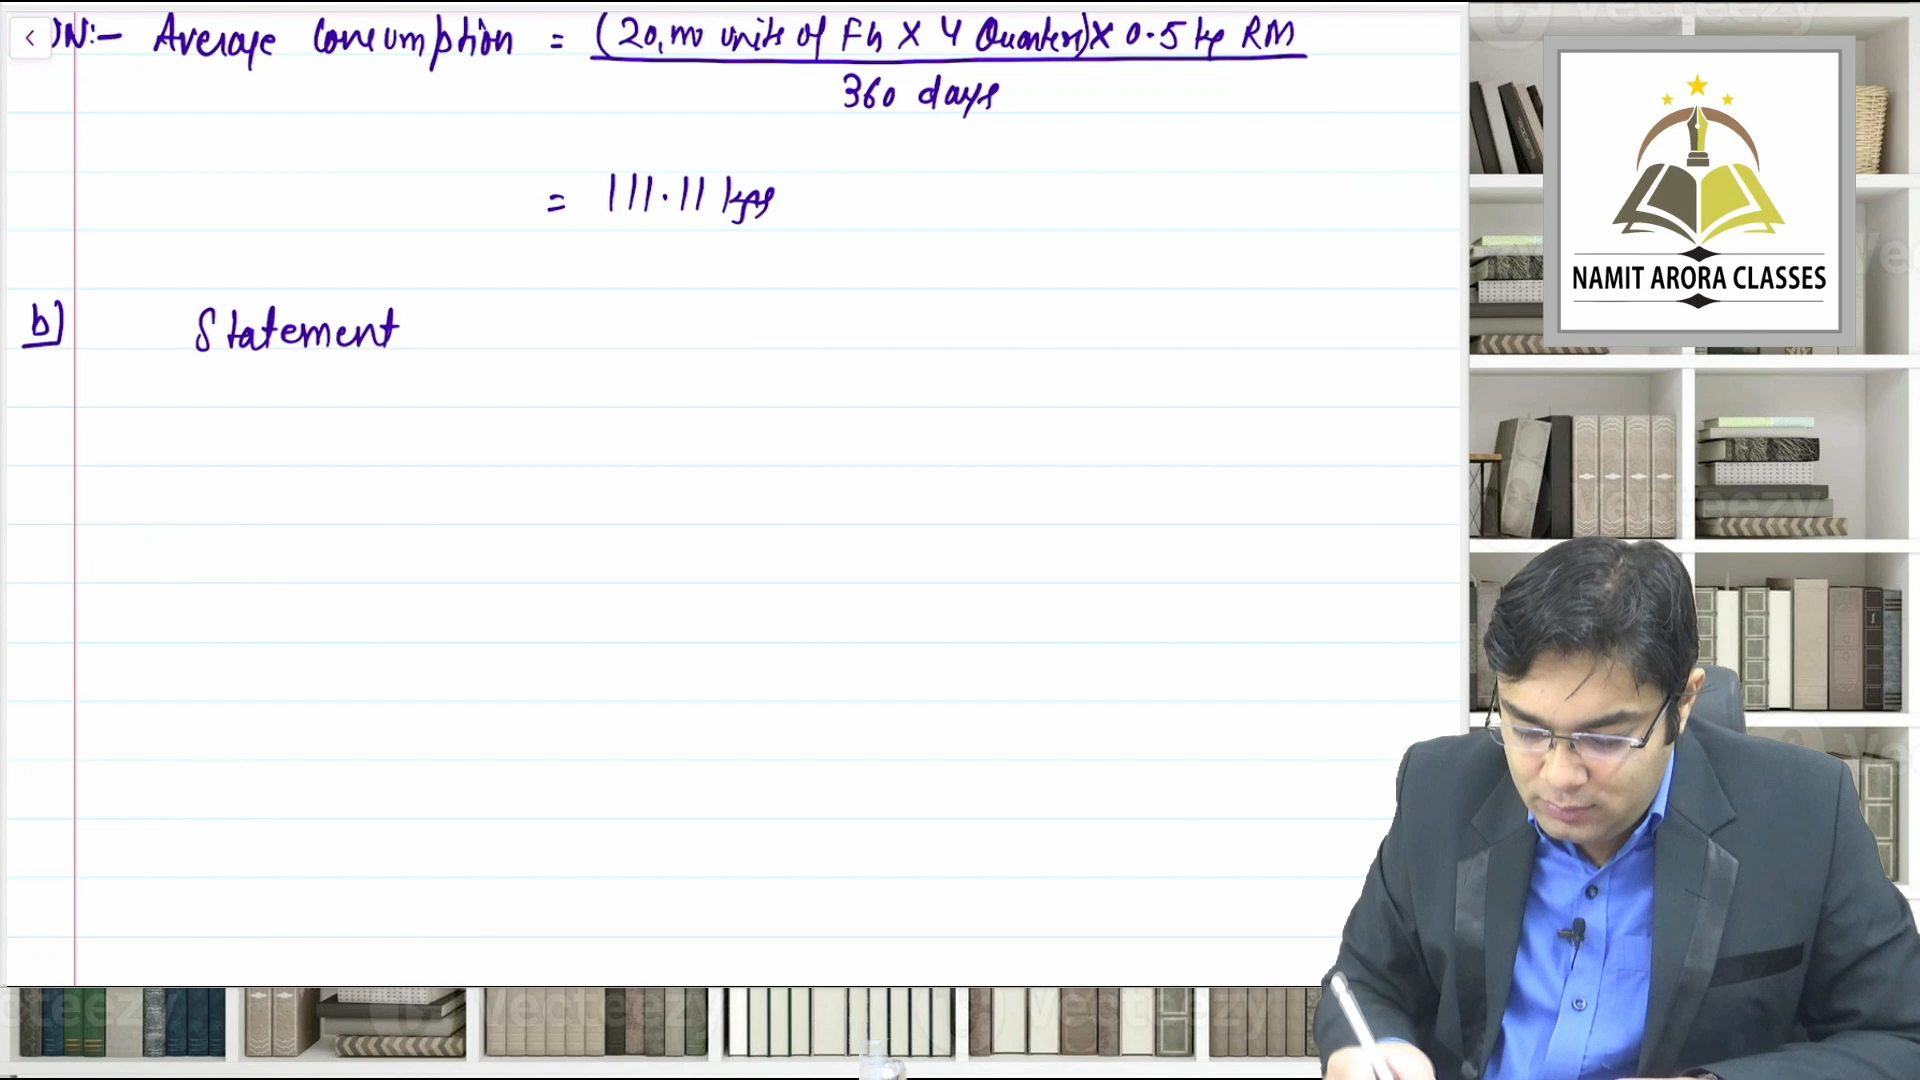 WN:- Average Consumption = (20,000 units of FG X 4 Quarters) X 0.5 kg RM
360 days
= 111.11 kgs
b] Statement
NAMIT ARORA CLASSES
vecteezy